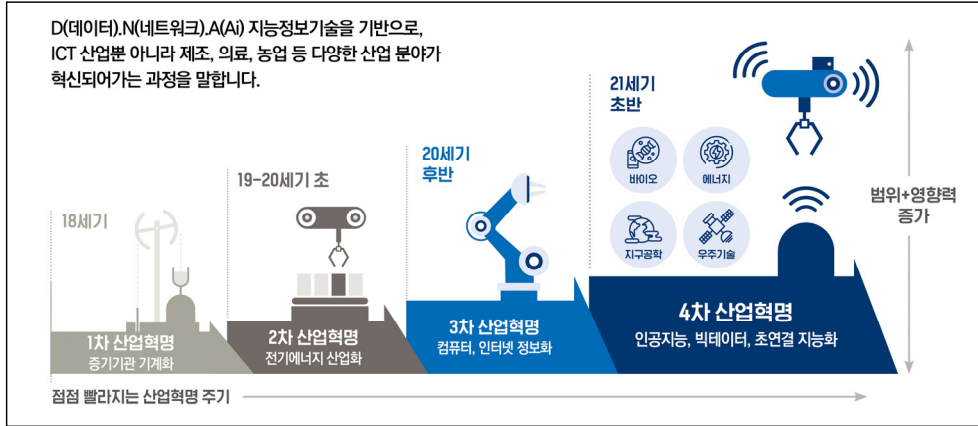 D(데이터).N(네트워크).A(Ai) 지능정보기술을 기반으로,
ICT 산업뿐 아니라 제조, 의료, 농업 등 다양한 산업 분야가
혁신되어가는 과정을 말합니다.
18세기
1차 산업혁명
증기기관 기계화
19-20세기 초
2차 산업혁명
전기에너지 산업화
20세기
후반
3차 산업혁명
컴퓨터, 인터넷 정보화
21세기
초반
바이오
에너지
지구공학
우주기술
4차 산업혁명
인공지능, 빅테이터, 초연결 지능화
범위+영향력
증가
점점 빨라지는 산업혁명 주기